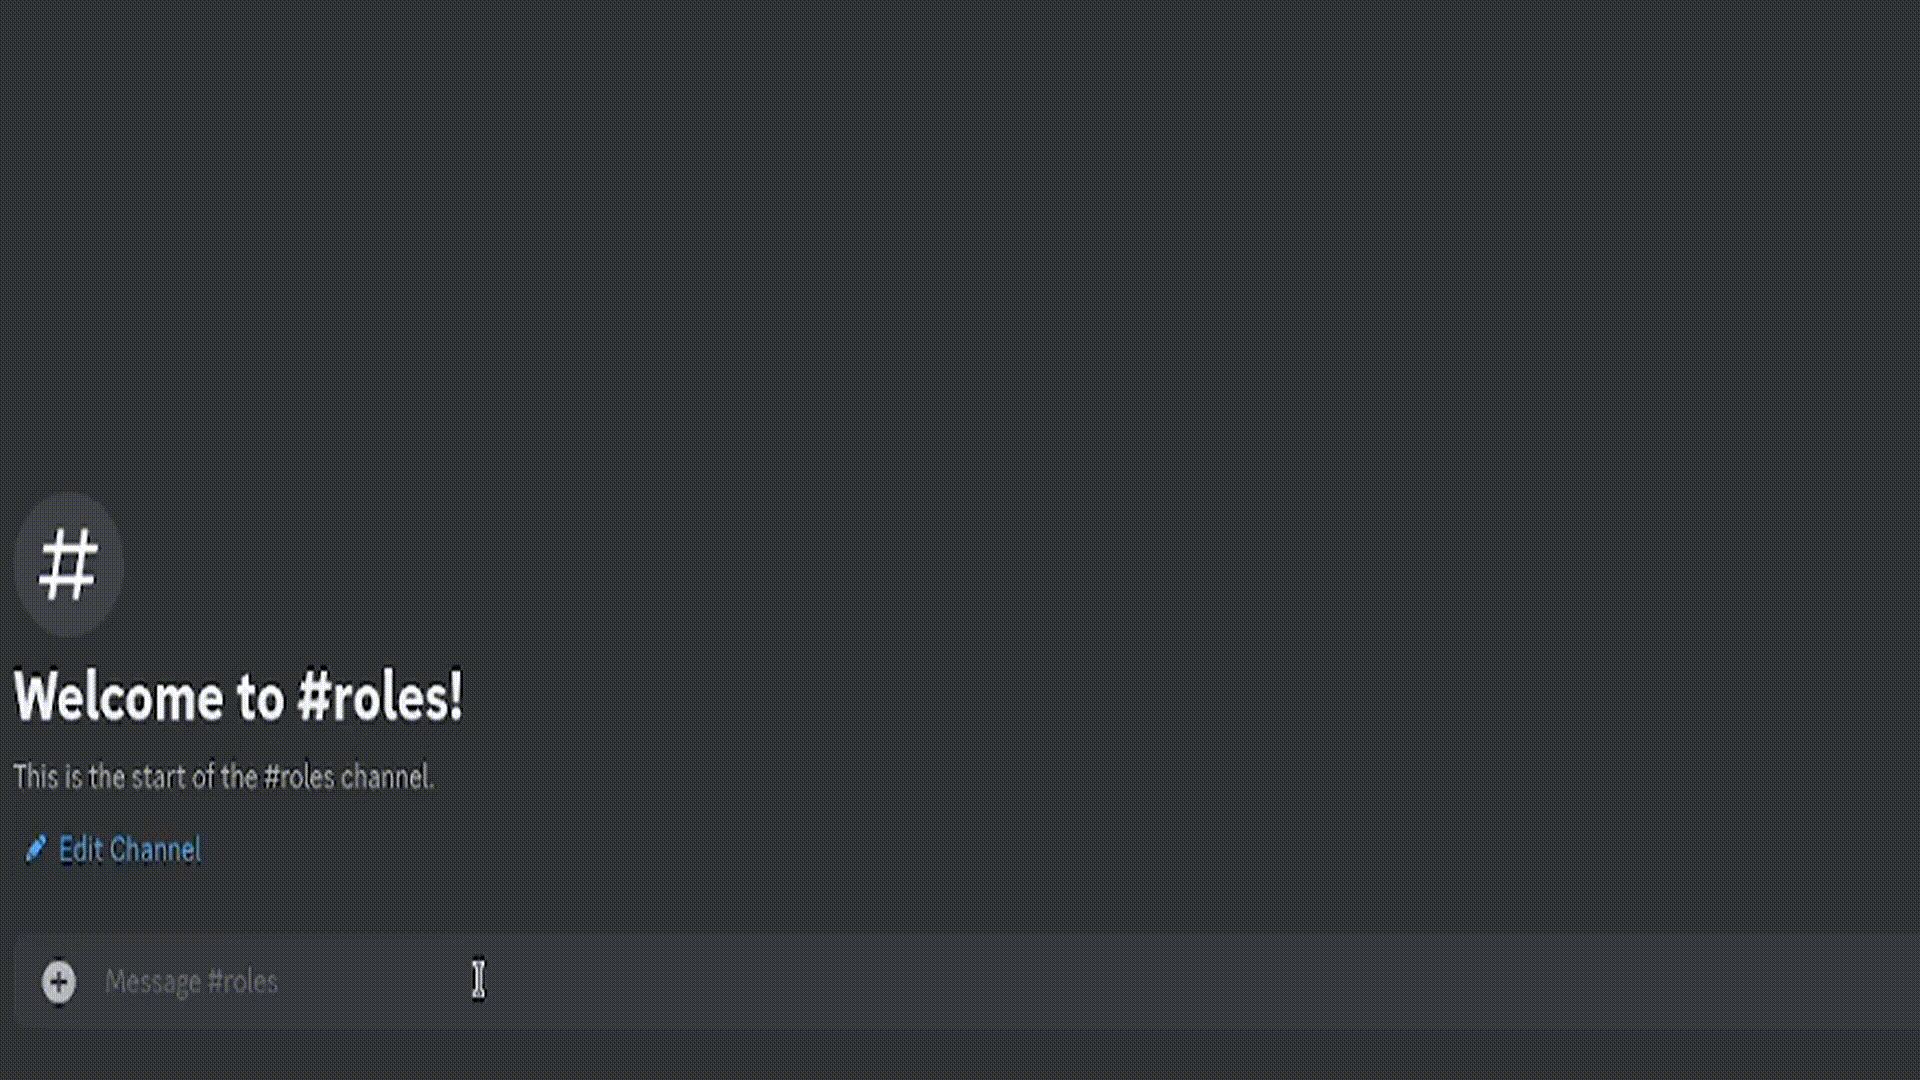 #
Welcome to #roles!
This is the start of the #roles channel.
Edit Channel
Message #roles